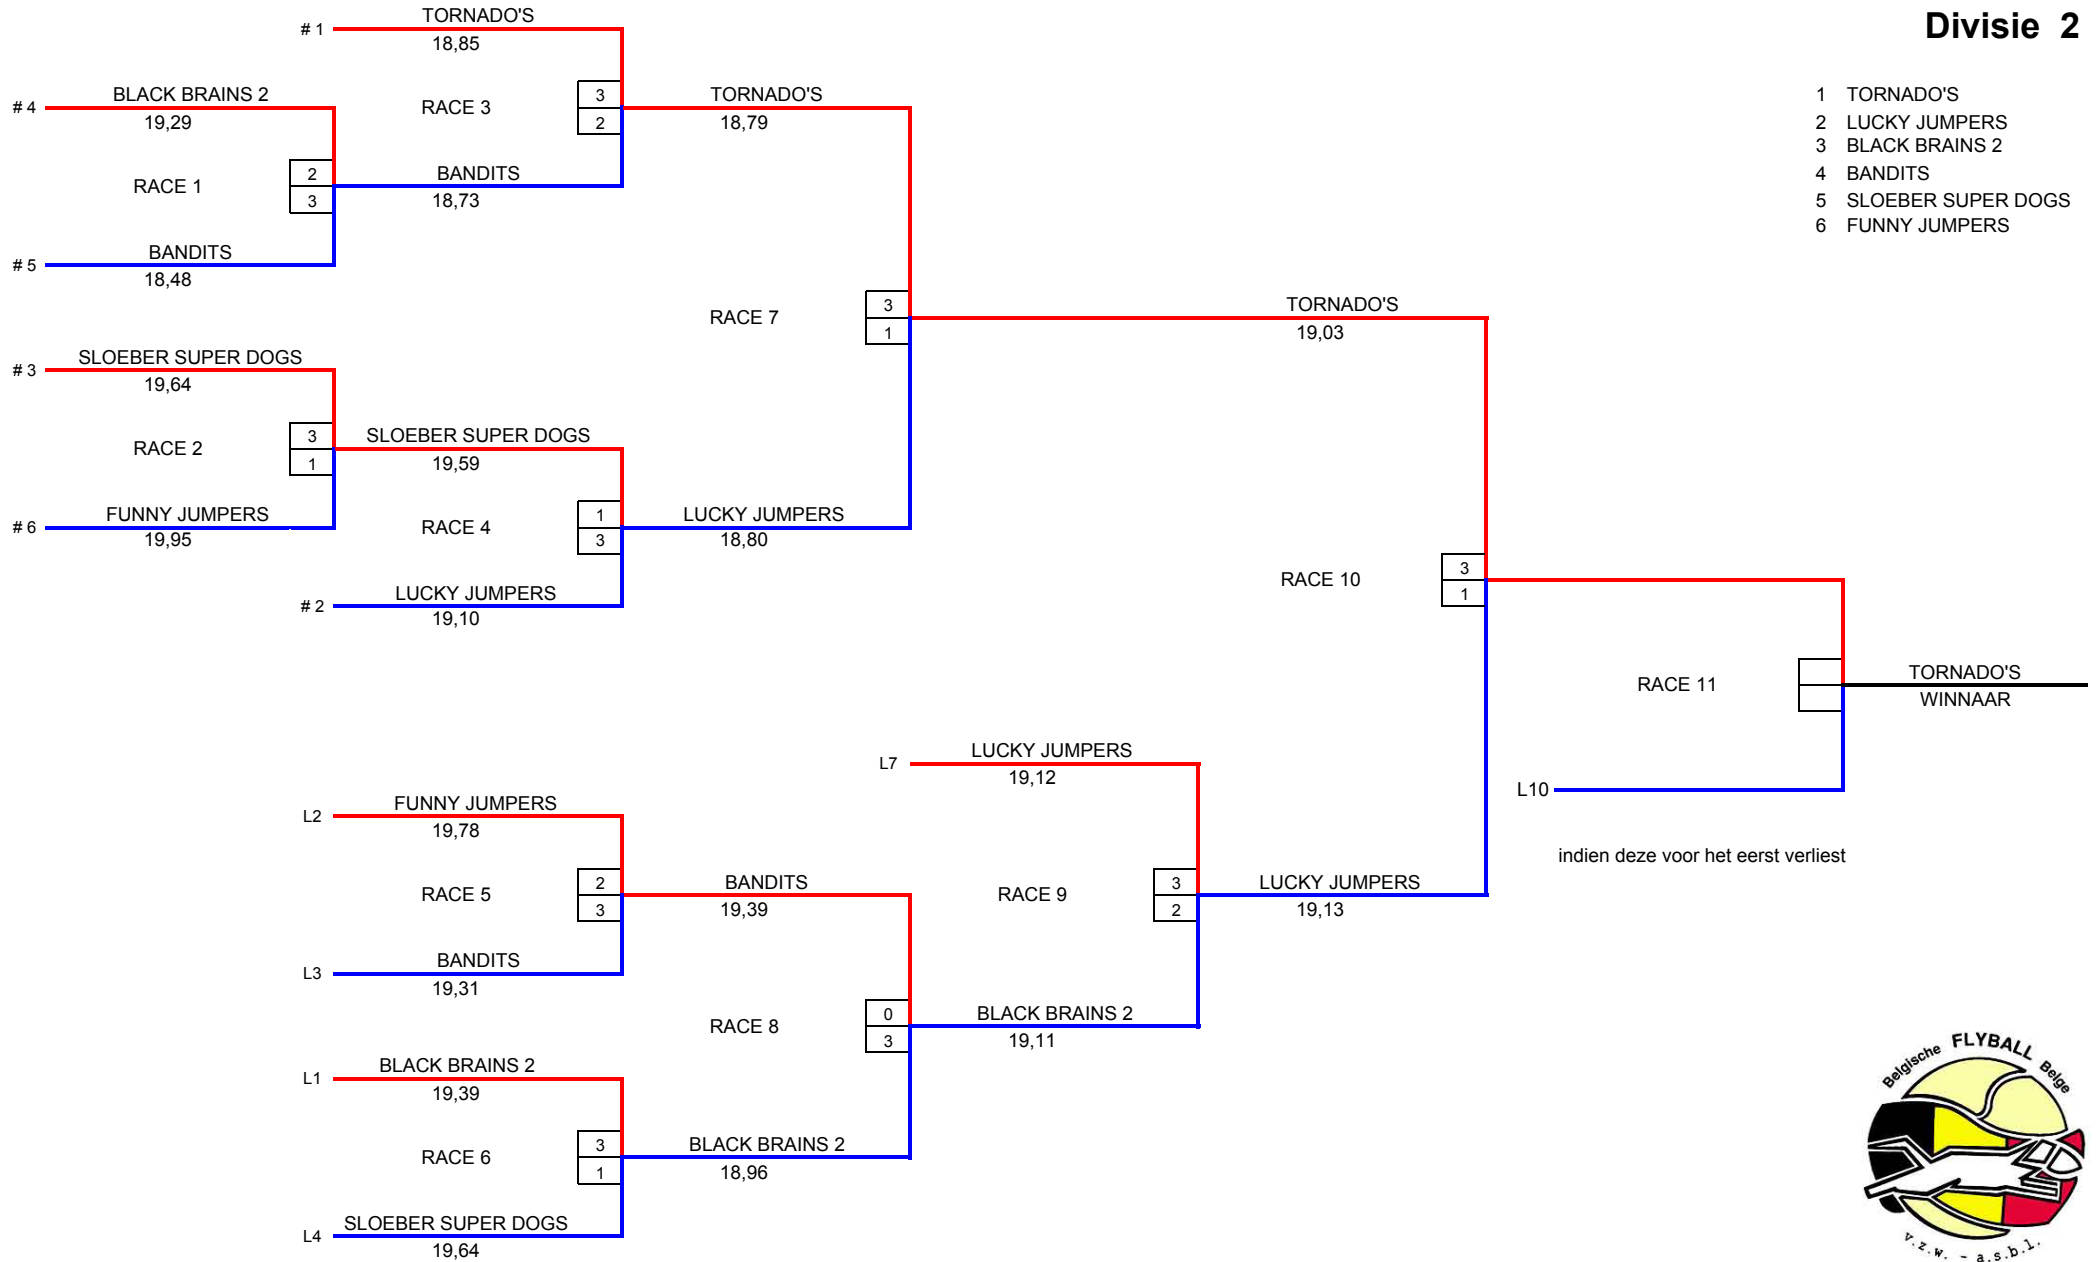 Divisie 2
1 TORNADO'S
2 LUCKY JUMPERS
3 BLACK BRAINS 2
4 BANDITS
5 SLOEBER SUPER DOGS
6 FUNNY JUMPERS
# 1 TORNADO'S
18,85
# 4 BLACK BRAINS 2
19,29
RACE 3
3
2
TORNADO'S
18,79
RACE 1
2
3
BANDITS
18,73
# 5 BANDITS
18,48
RACE 7
3
1
TORNADO'S
19,03
# 3 SLOEBER SUPER DOGS
19,64
RACE 2
3
1
SLOEBER SUPER DOGS
19,59
# 6 FUNNY JUMPERS
19,95
RACE 4
1
3
LUCKY JUMPERS
18,80
# 2 LUCKY JUMPERS
19,10
RACE 10
3
1
RACE 11
TORNADO'S
WINNAAR
L10
indien deze voor het eerst verliest
L7 LUCKY JUMPERS
19,12
L2 FUNNY JUMPERS
19,78
RACE 5
2
3
BANDITS
19,39
RACE 9
3
2
LUCKY JUMPERS
19,13
L3 BANDITS
19,31
RACE 8
0
3
BLACK BRAINS 2
19,11
L1 BLACK BRAINS 2
19,39
RACE 6
3
1
BLACK BRAINS 2
18,96
L4 SLOEBER SUPER DOGS
19,64
Belgische FLYBALL Belge
v.z.w. - a.s.b.l.